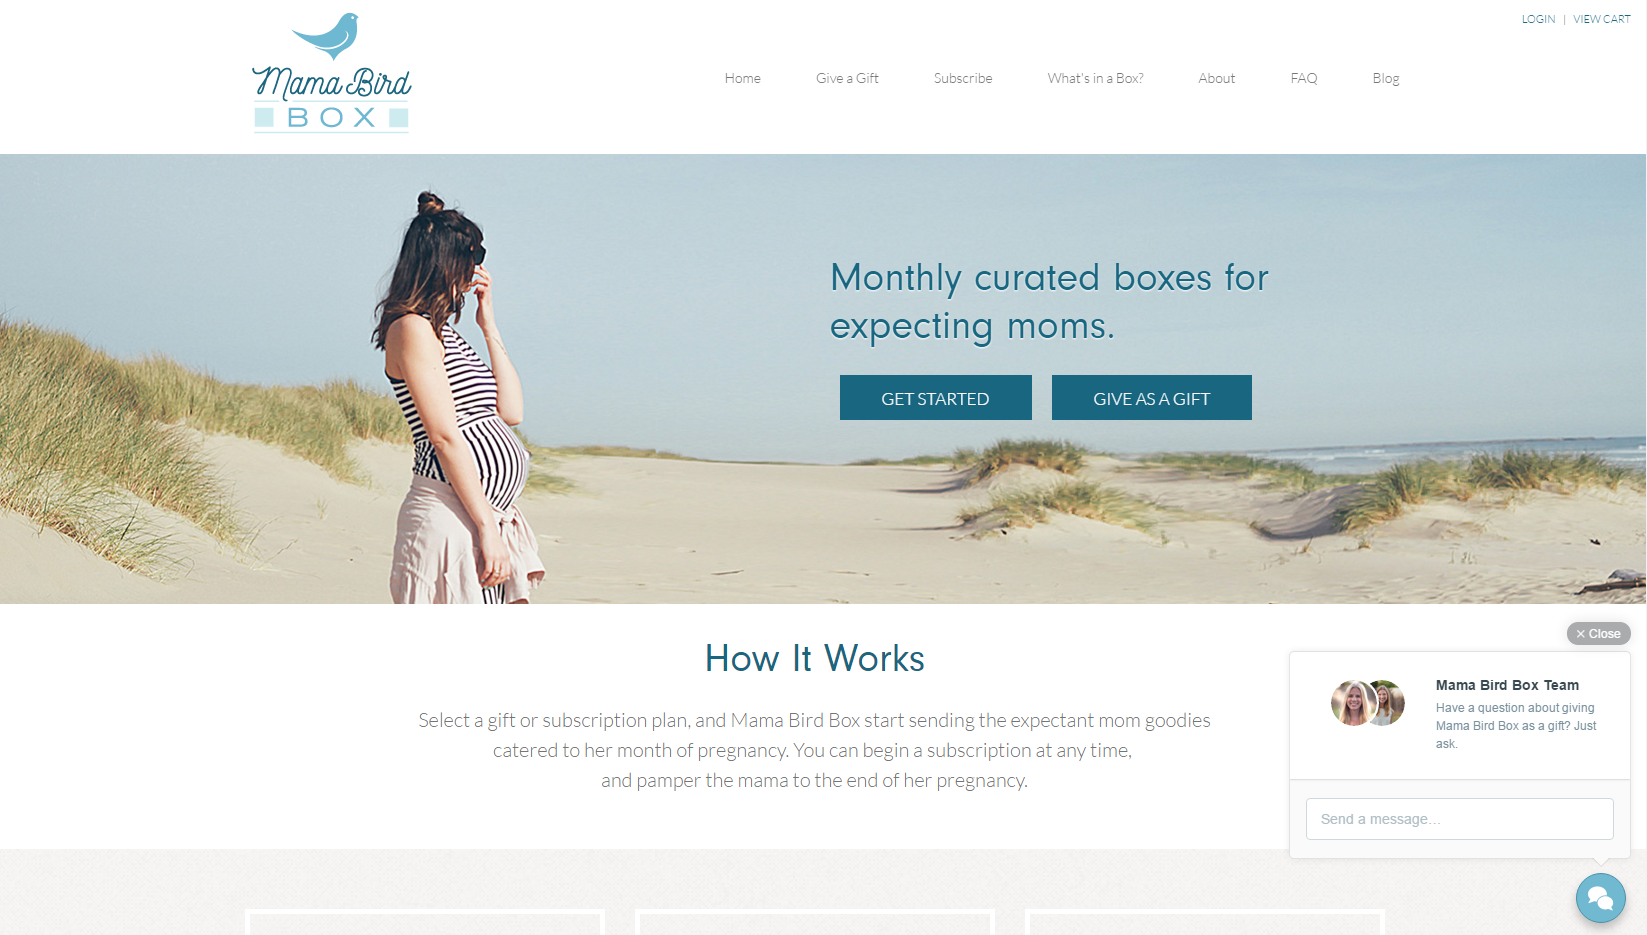 LOGIN | VIEW CART
Mama Bird
BOX
Home Give a Gift Subscribe What's in a Box? About FAQ Blog
Monthly curated boxes for
expecting moms.
GET STARTED GIVE AS A GIFT
How It Works
Select a gift or subscription plan, and Mama Bird Box start sending the expectant mom goodies
catered to her month of pregnancy. You can begin a subscription at any time,
and pamper the mama to the end of her pregnancy.
× Close
Mama Bird Box Team
Have a question about giving
Mama Bird Box as a gift? Just
ask.
Send a message...